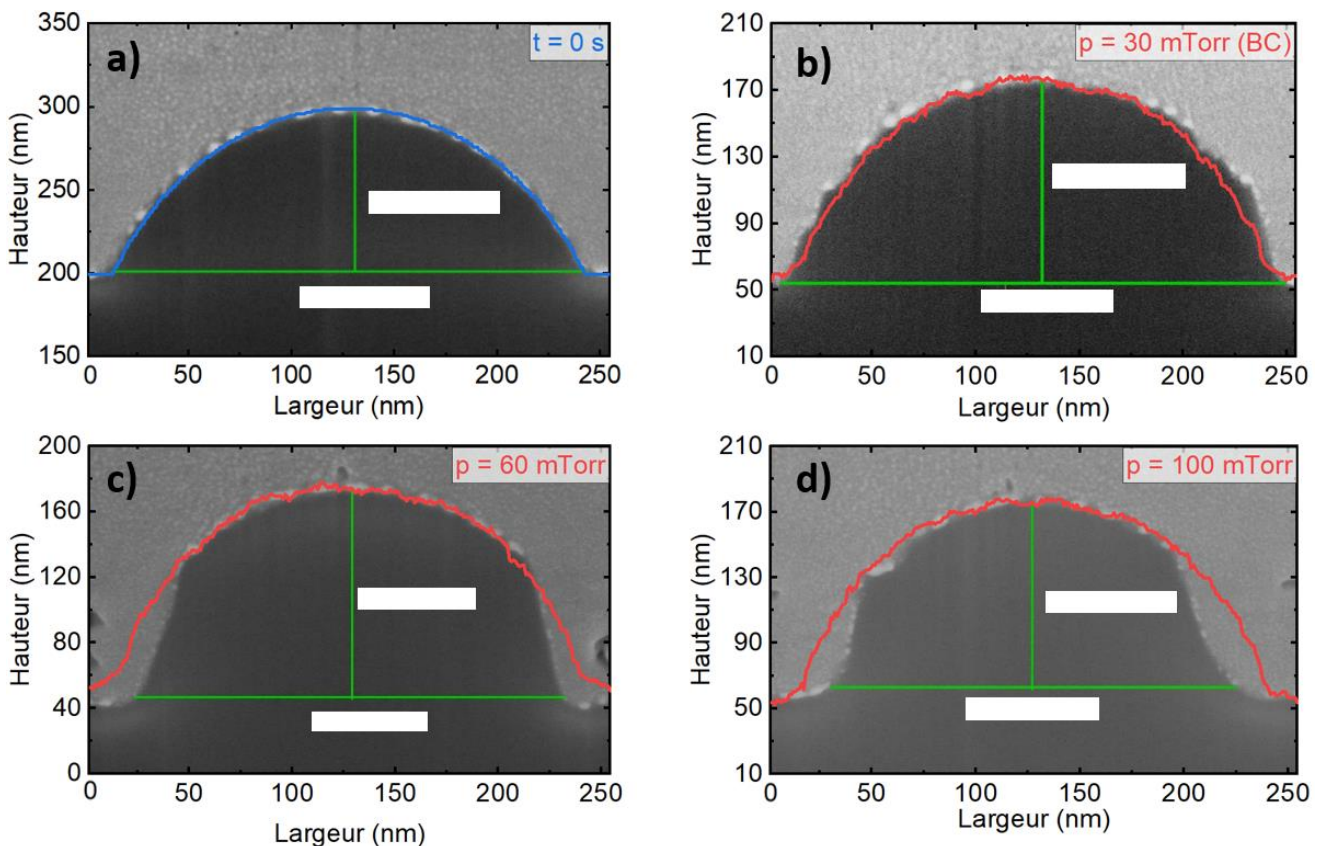 a)
t = 0 s
350
300
250
200
150
Hauteur (nm)
0 50 100 150 200 250
Largeur (nm)
b)
p = 30 mTorr (BC)
210
170
130
90
50
10
Hauteur (nm)
0 50 100 150 200 250
Largeur (nm)
c)
p = 60 mTorr
200
160
120
80
40
0
Hauteur (nm)
0 50 100 150 200 250
Largeur (nm)
d)
p = 100 mTorr
210
170
130
90
50
10
Hauteur (nm)
0 50 100 150 200 250
Largeur (nm)